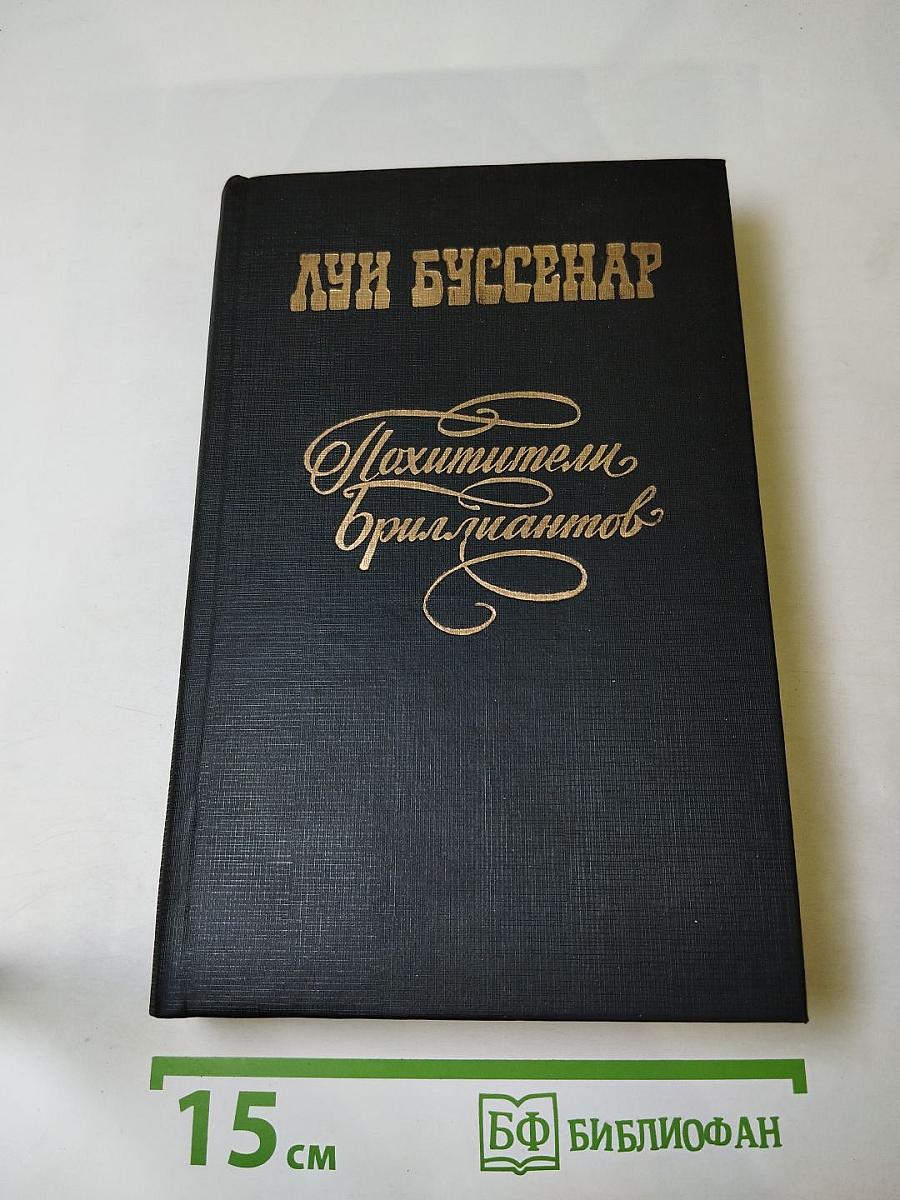 ЛУИ БУССЕНАР
Похитители
бриллиантов
15 см
БФ БИБЛИОФАН